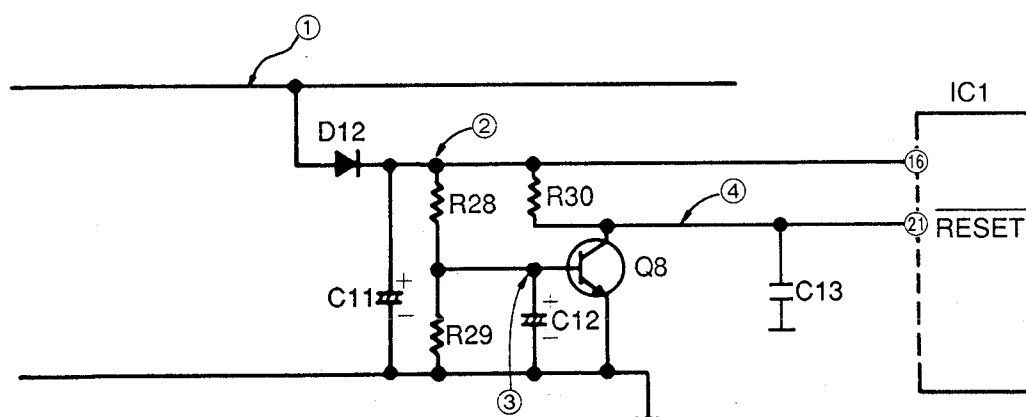 ①
IC1
D12
②
⑯
R28
R30
④
㉑
RESET
Q8
C11
+
-
R29
+
C12
-
C13
③